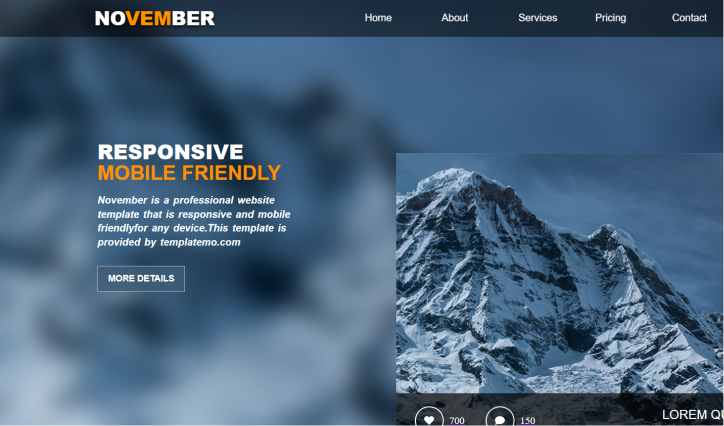 NOVEMBER
Home
About
Services
Pricing
Contact
RESPONSIVE
MOBILE FRIENDLY
November is a professional website
template that is responsive and mobile
friendlyfor any device.This template is
provided by templatemo.com
MORE DETAILS
700
150
LOREM QU